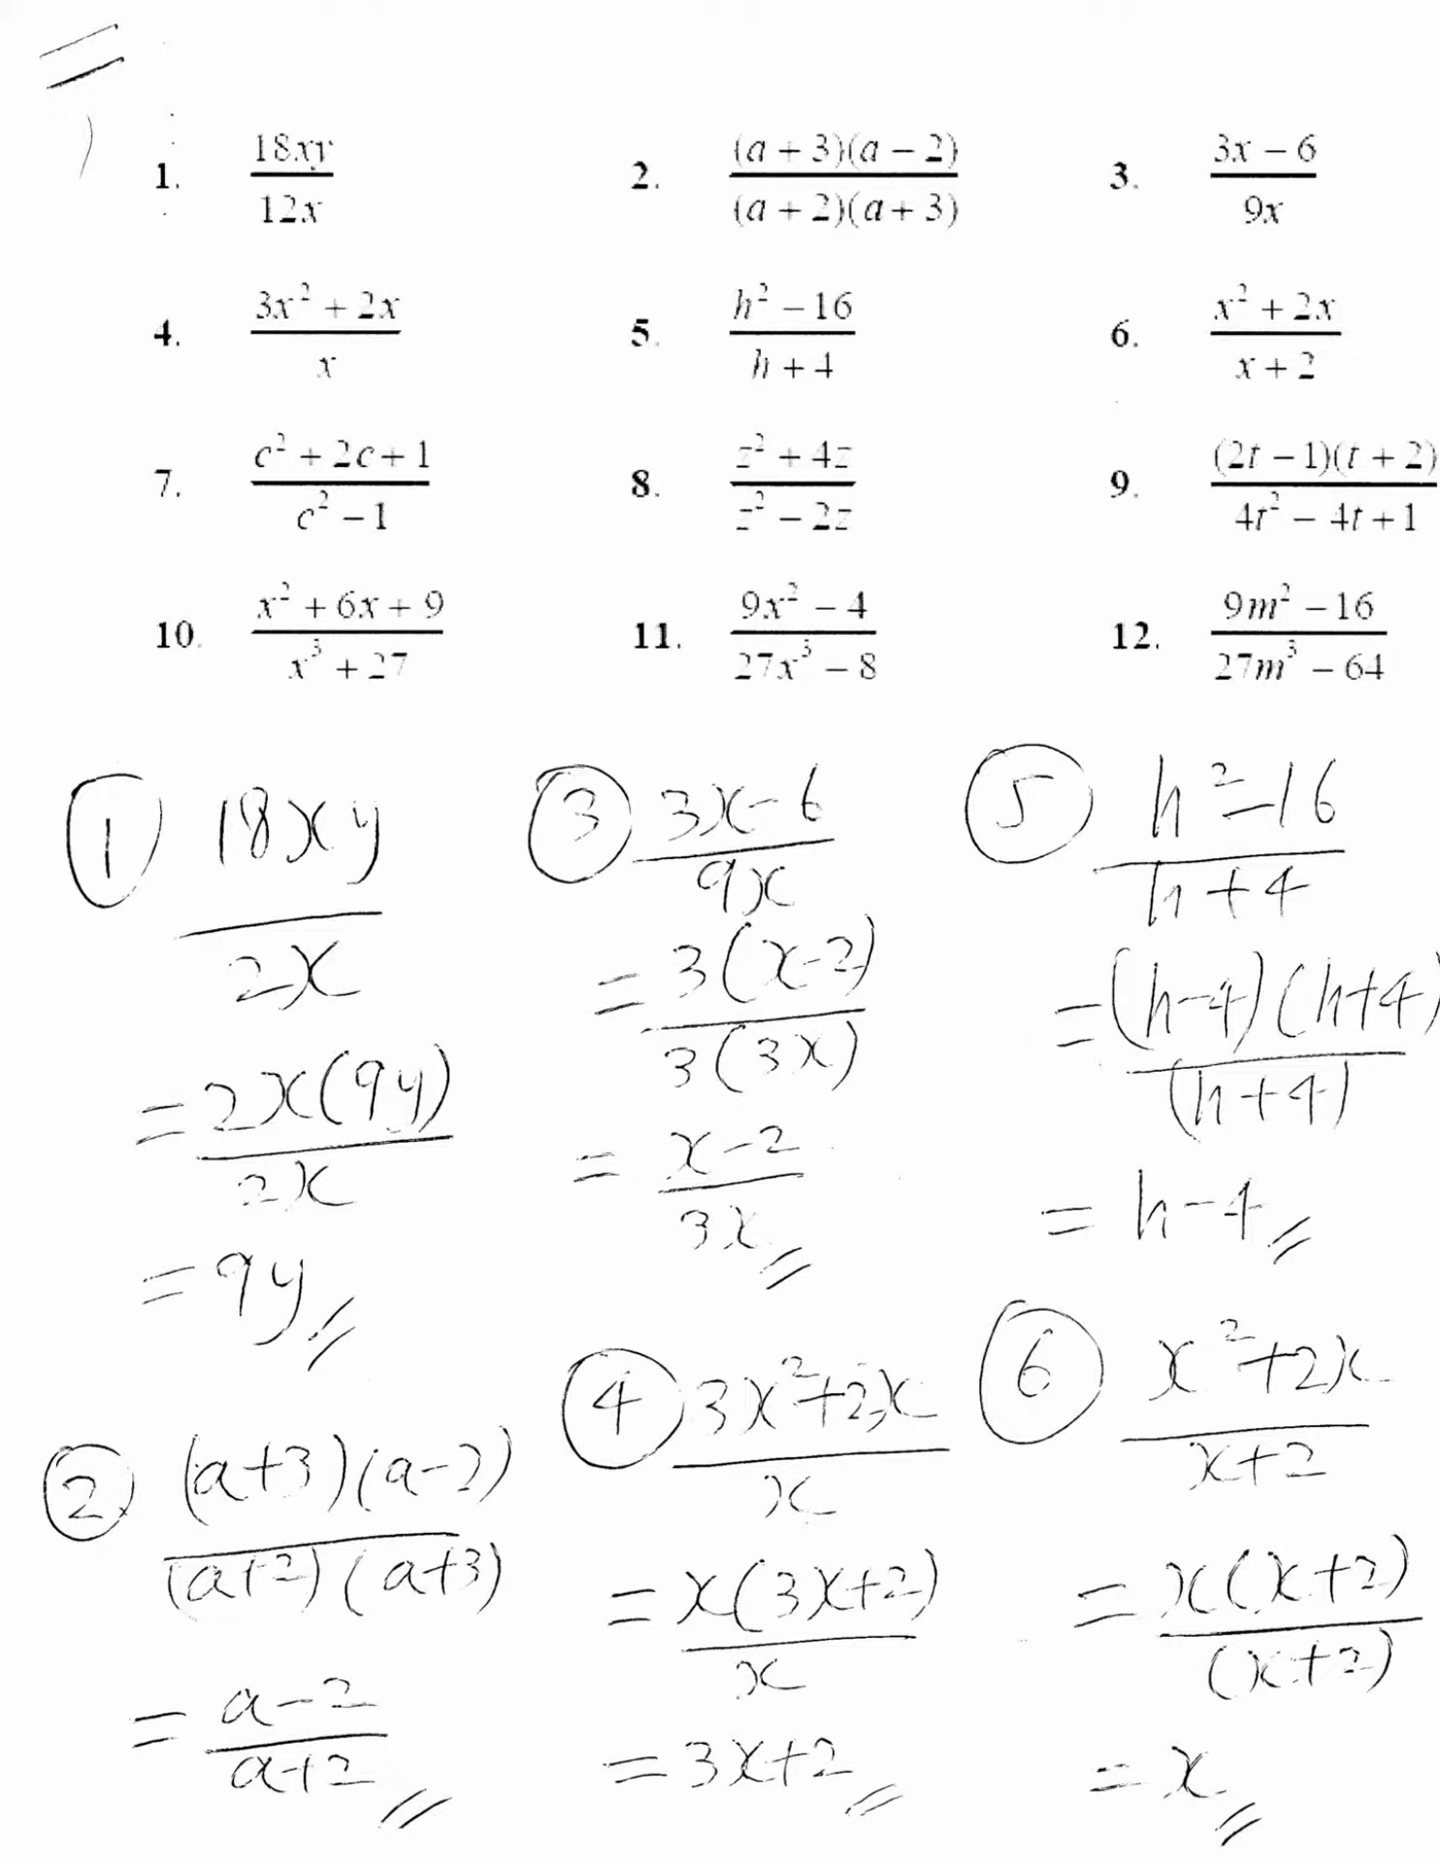 1. 18xy/12x 2. (a + 3)(a − 2)/(a + 2)(a + 3) 3. 3x − 6/9x
4. 3x² + 2x/x 5. h² − 16/h + 4 6. x² + 2x/x + 2
7. c² + 2c + 1/c² − 1 8. z² + 4z/z² − 2z 9. (2t − 1)(t + 2)/4t² − 4t + 1
10. x² + 6x + 9/x³ + 27 11. 9x² − 4/27x³ − 8 12. 9m² − 16/27m³ − 64
① 18xy
2x
= 2x(9y)
2x
= 9y
② (a+3)(a-2)
(a+2)(a+3)
= a-2
a+2
③ 3x-6
9x
= 3(x-2)
3(3x)
= x-2
3x
④ 3x²+2x
x
= x(3x+2)
x
= 3x+2
⑤ h²-16
h+4
= (h-4)(h+4)
(h+4)
= h-4
⑥ x²+2x
x+2
= x(x+2)
(x+2)
= x